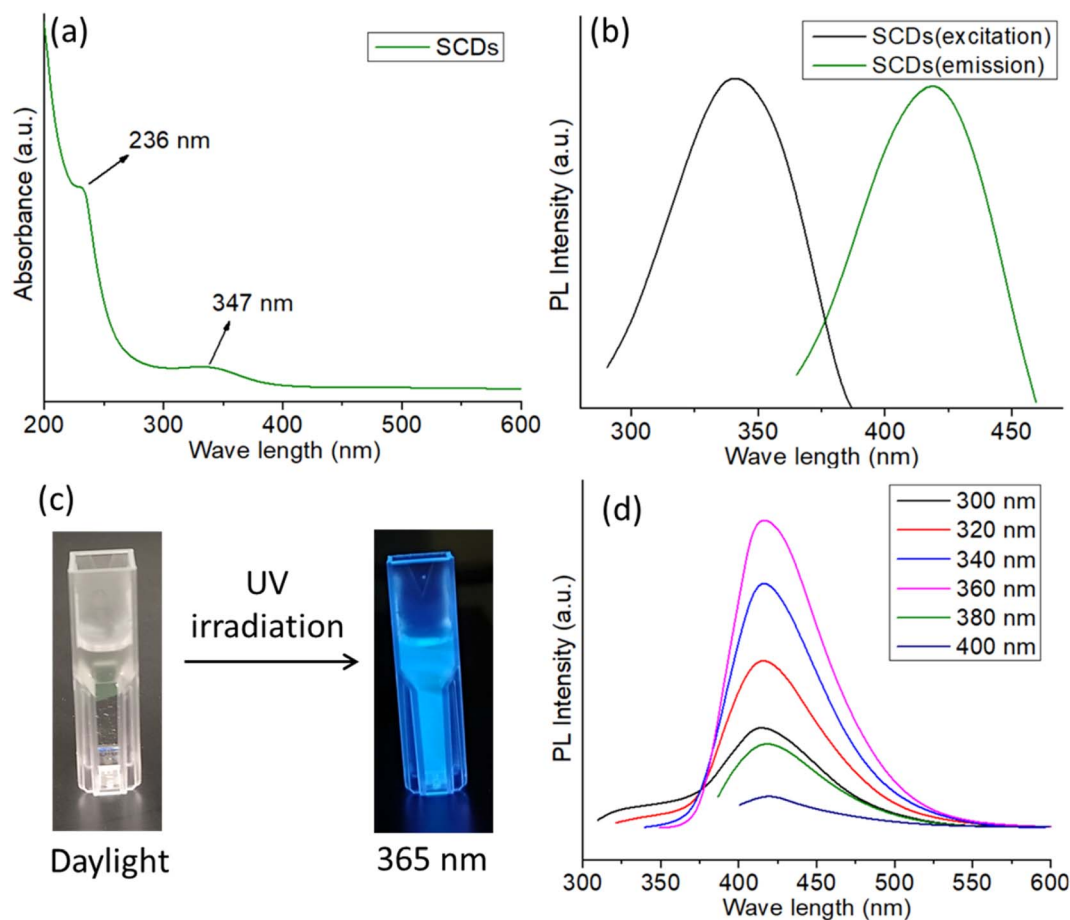 (a)
SCDs
236 nm
347 nm
Absorbance (a.u.)
200 300 400 500 600
Wave length (nm)
(b)
SCDs(excitation)
SCDs(emission)
PL Intensity (a.u.)
300 350 400 450
Wave length (nm)
(c)
UV
irradiation
Daylight
365 nm
(d)
300 nm
320 nm
340 nm
360 nm
380 nm
400 nm
PL Intensity (a.u.)
300 350 400 450 500 550 600
Wave length (nm)